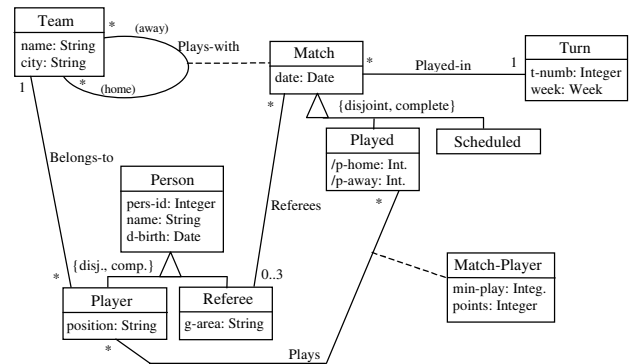 Team
name: String
city: String
*
(away)
Plays-with
*
(home)
1
Match
date: Date
*
Played-in
1
Turn
t-numb: Integer
week: Week
*
{disjoint, complete}
Played
/p-home: Int.
/p-away: Int.
Scheduled
*
Belongs-to
Person
pers-id: Integer
name: String
d-birth: Date
Referees
{disj., comp.}
0..3
*
Player
position: String
*
Referee
g-area: String
Match-Player
min-play: Integ.
points: Integer
Plays